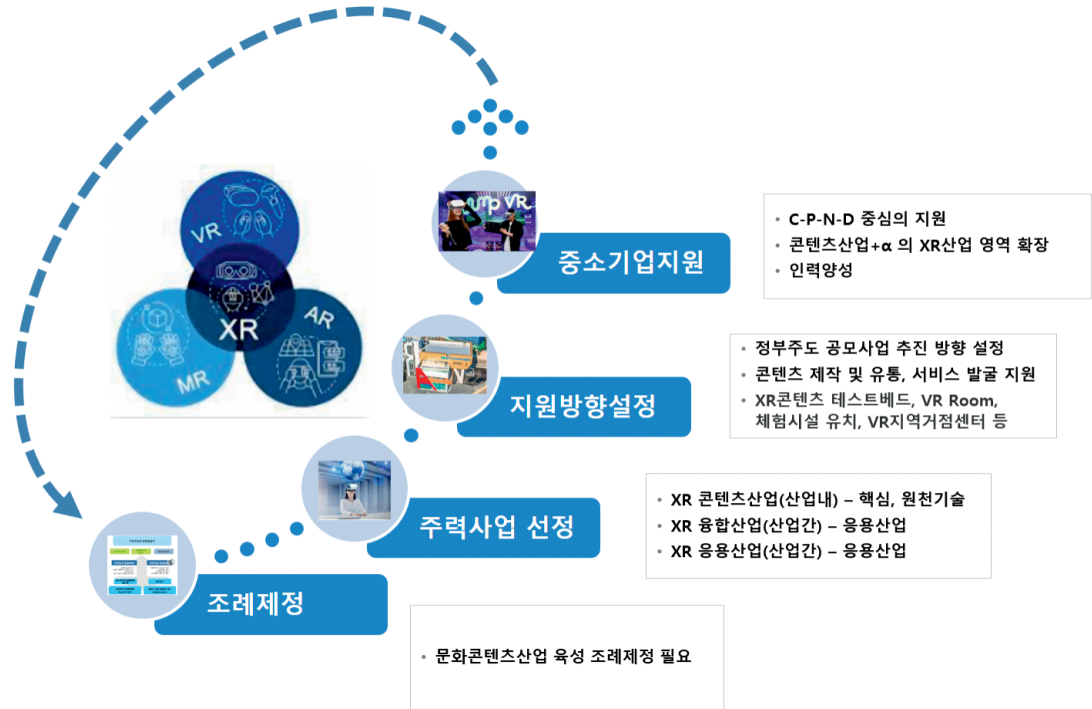 VR
XR
AR
MR
VR
중소기업지원
• C-P-N-D 중심의 지원
• 콘텐츠산업+α 의 XR산업 영역 확장
• 인력양성
지원방향설정
• 정부주도 공모사업 추진 방향 설정
• 콘텐츠 제작 및 유통, 서비스 발굴 지원
• XR콘텐츠 테스트베드, VR Room,
체험시설 유치, VR지역거점센터 등
주력사업 선정
• XR 콘텐츠산업(산업내) – 핵심, 원천기술
• XR 융합산업(산업간) – 응용산업
• XR 응용산업(산업간) – 응용산업
조례제정
• 문화콘텐츠산업 육성 조례제정 필요